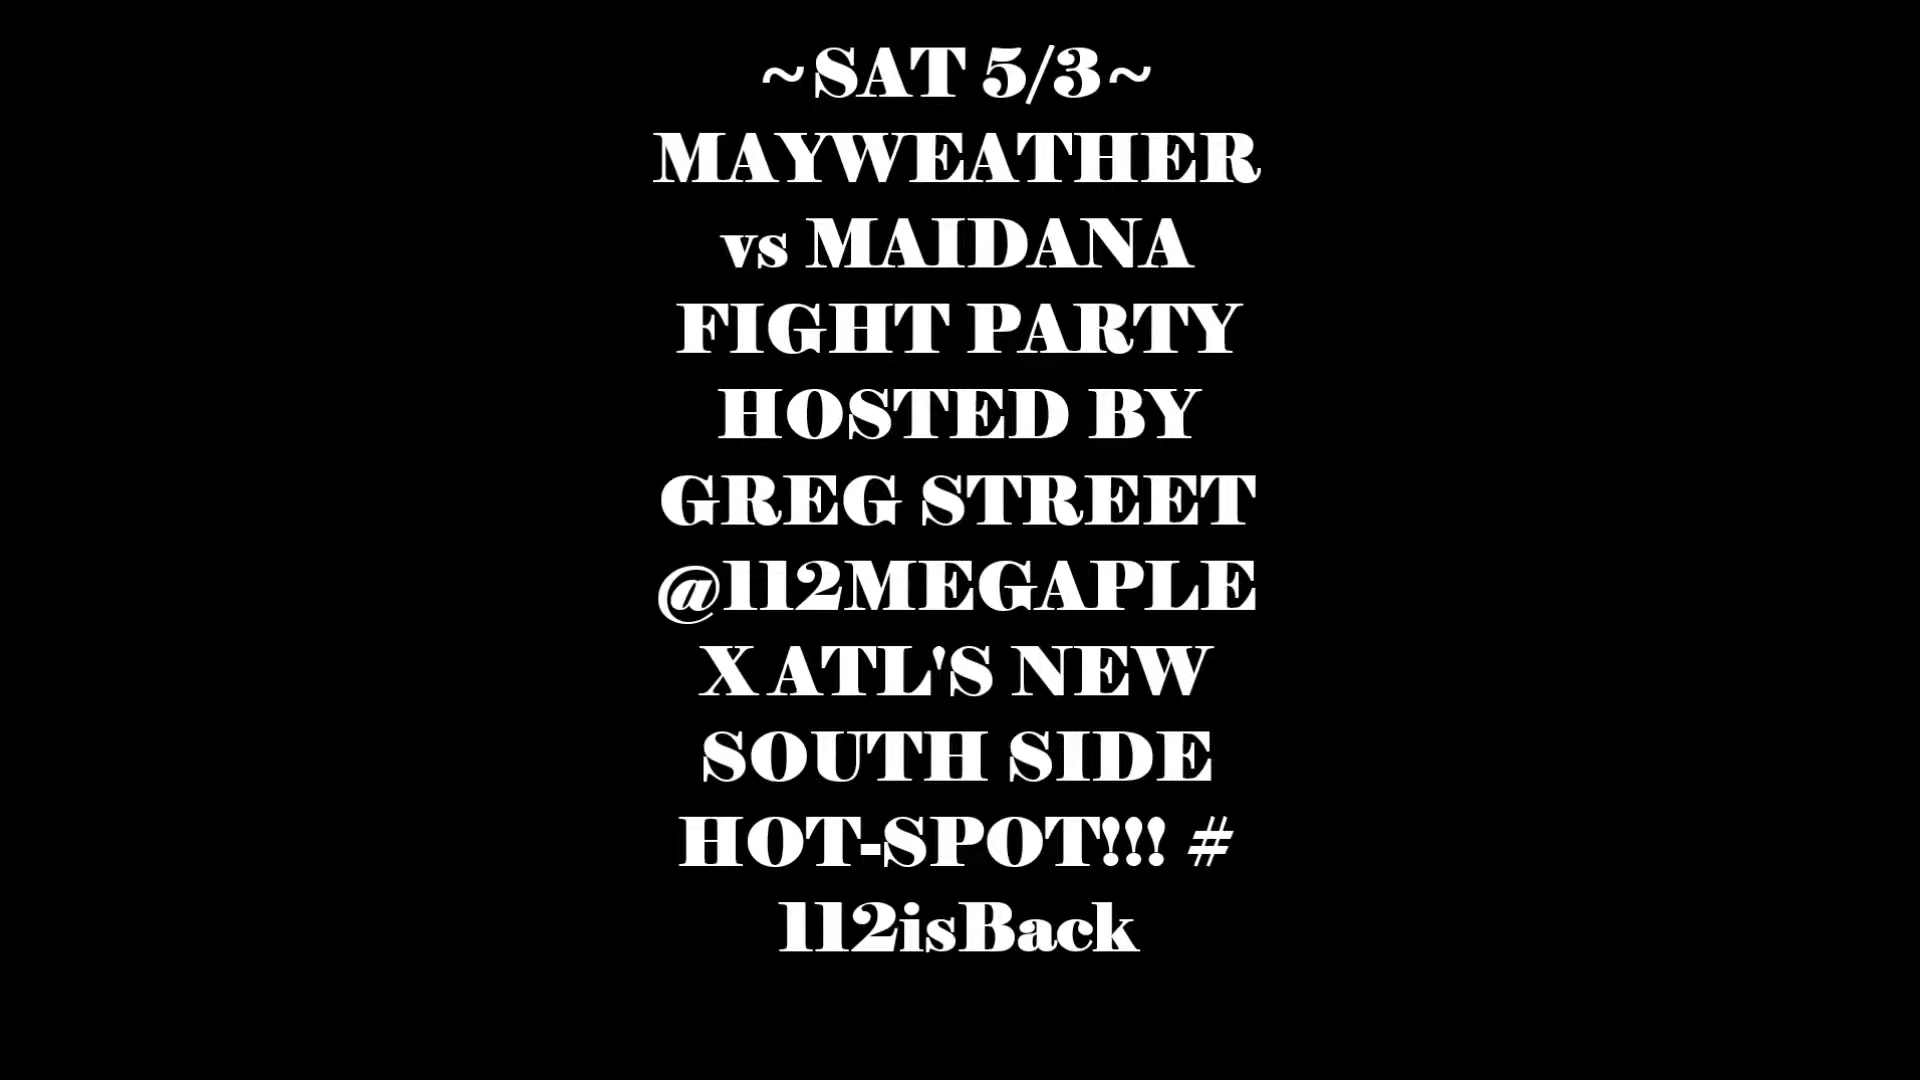 ~SAT 5/3~
MAYWEATHER
vs MAIDANA
FIGHT PARTY
HOSTED BY
GREG STREET
@112MEGAPLE
X ATL'S NEW
SOUTH SIDE
HOT-SPOT!!! #
112isBack